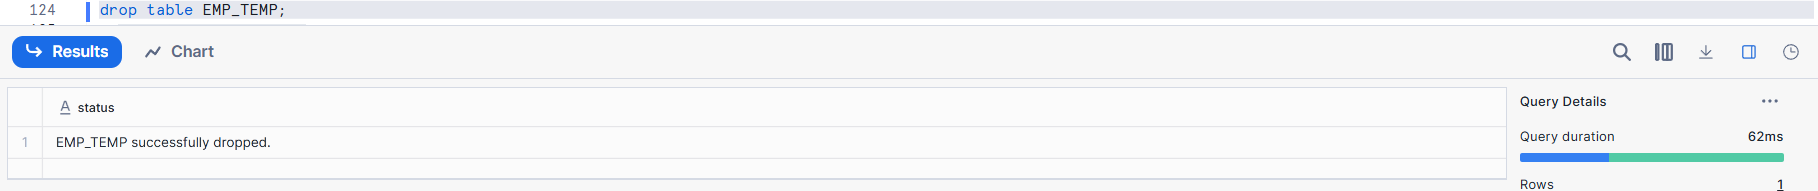 124 drop table EMP_TEMP;
Results Chart
A status
1 EMP_TEMP successfully dropped.
Query Details
Query duration 62ms
Rows 1